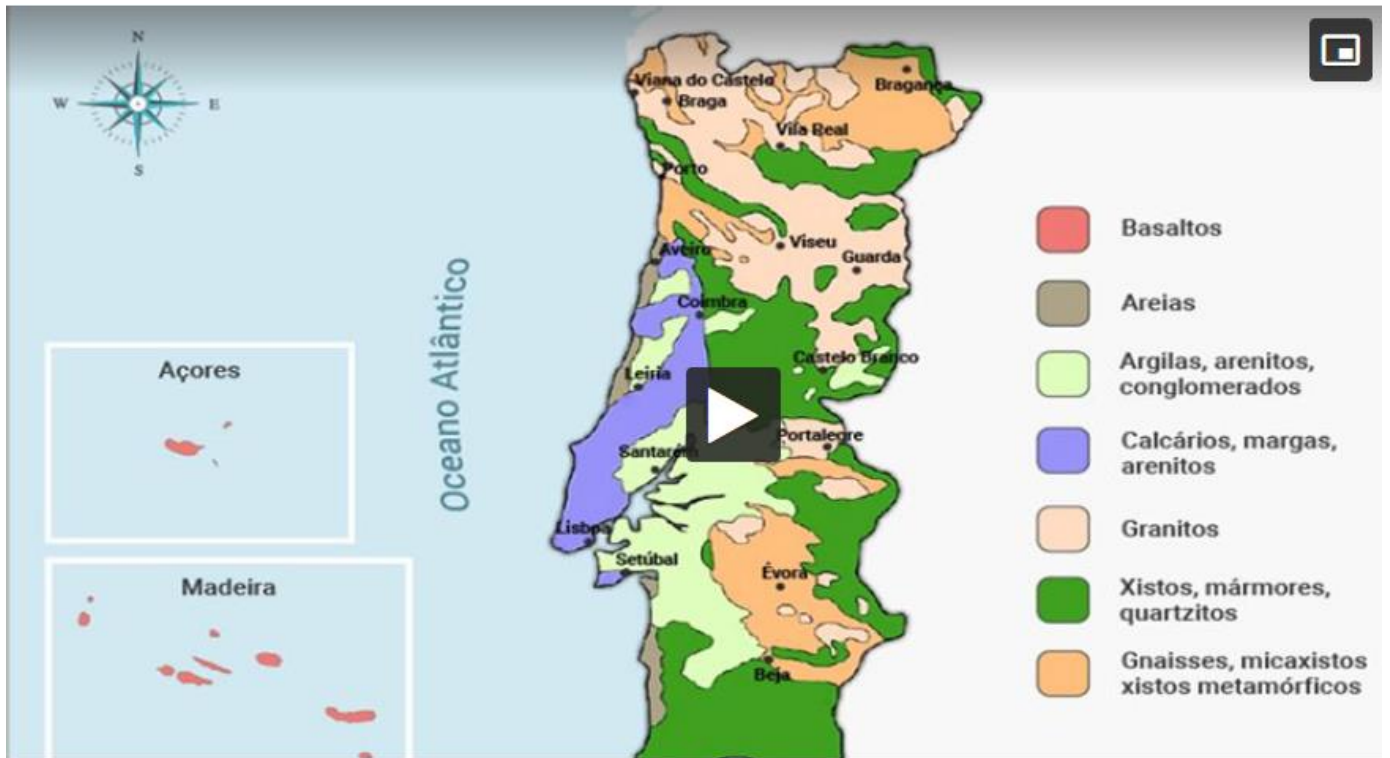 N
W
E
S
Viana do Castelo
Braga
Bragança
Vila Real
Porto
Viseu
Aveiro
Guarda
Coimbra
Castelo Branco
Leiria
Portalegre
Santarém
Lisboa
Setúbal
Évora
Beja
Oceano Atlântico
Açores
Madeira
Basaltos
Areias
Argilas, arenitos,
conglomerados
Calcários, margas,
arenitos
Granitos
Xistos, mármores,
quartzitos
Gnaisses, micaxistos
xistos metamórficos